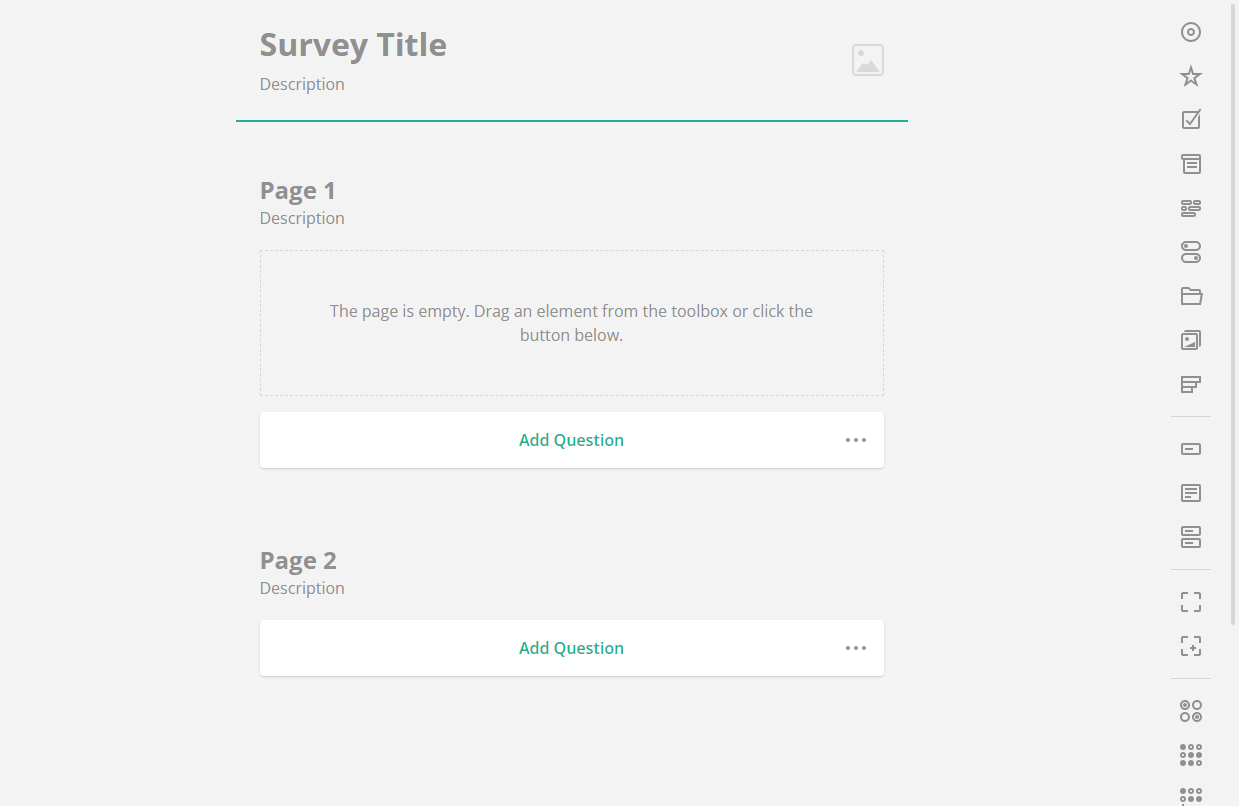 Survey Title
Description
Page 1
Description
The page is empty. Drag an element from the toolbox or click the
button below.
Add Question
Page 2
Description
Add Question